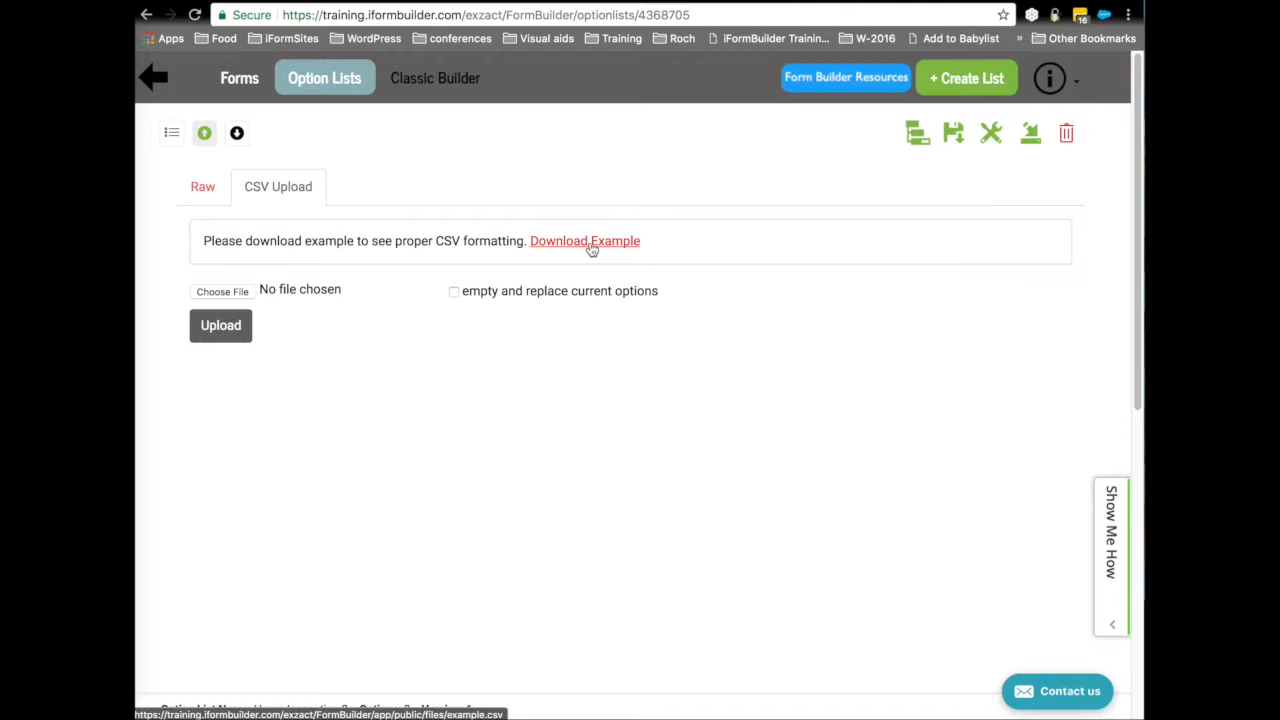 Secure https://training.iformbuilder.com/exzact/FormBuilder/optionlists/4368705
16
Apps Food iFormSites WordPress conferences Visual aids Training Roch iFormBuilder Trainin... W-2016 Add to Babylist » Other Bookmarks
Forms Option Lists Classic Builder Form Builder Resources + Create List
Raw CSV Upload
Please download example to see proper CSV formatting. Download Example
Choose File No file chosen empty and replace current options
Upload
Show Me How
Contact us
https://training.iformbuilder.com/exzact/FormBuilder/app/public/files/example.csv